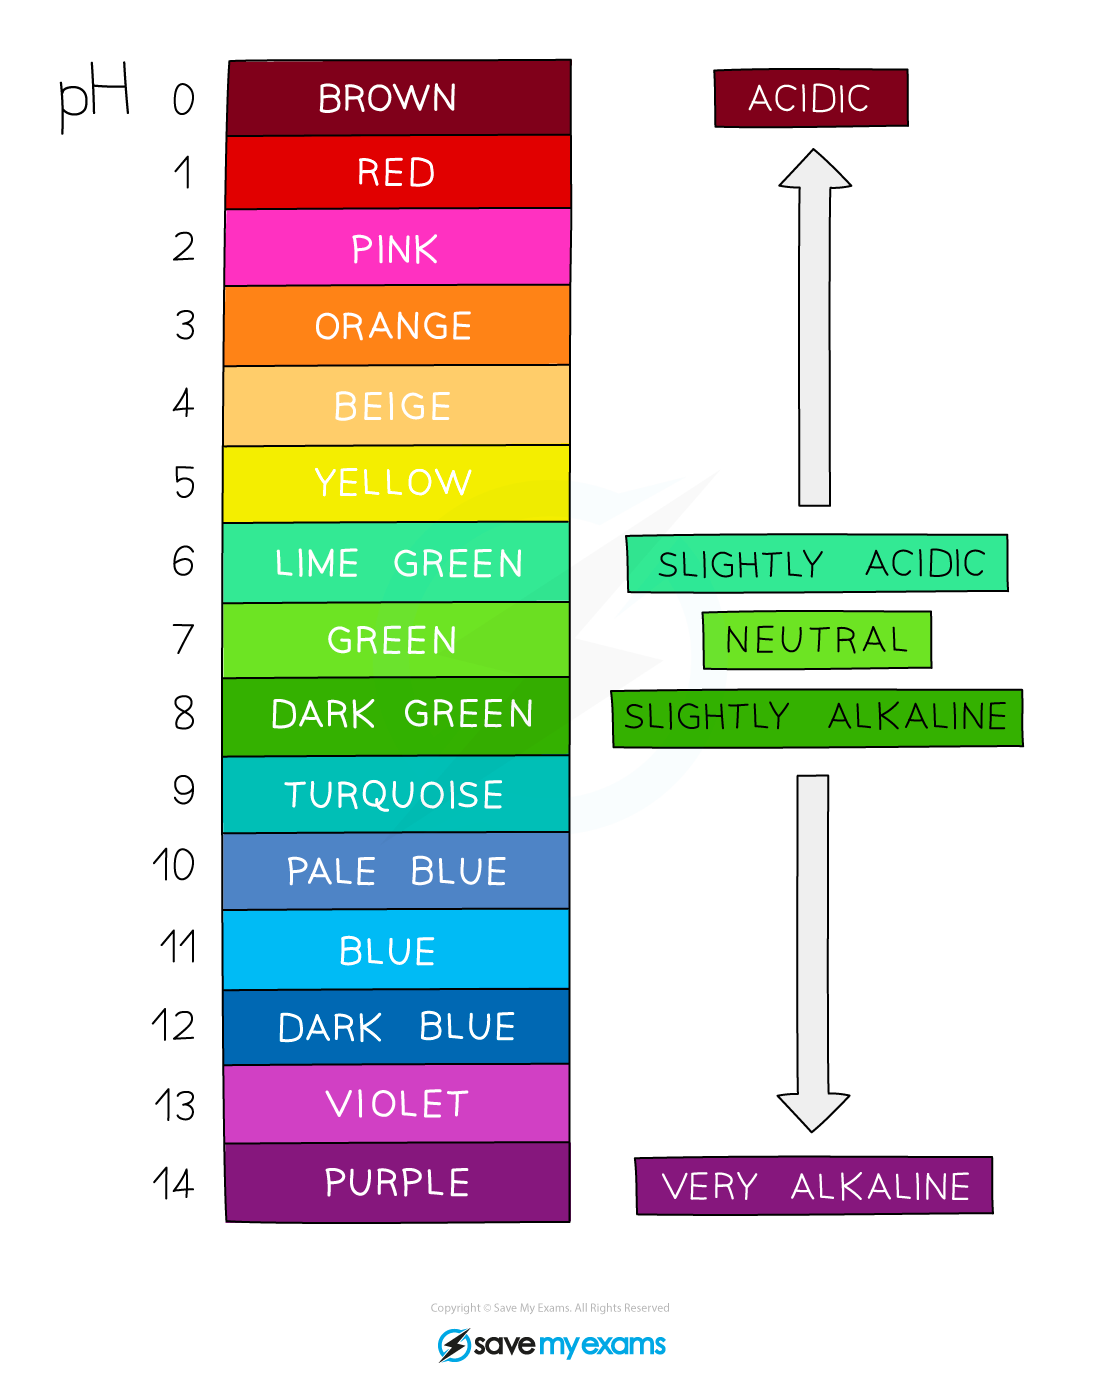 pH 0 BROWN ACIDIC
1 RED
2 PINK
3 ORANGE
4 BEIGE
5 YELLOW
6 LIME GREEN SLIGHTLY ACIDIC
7 GREEN NEUTRAL
8 DARK GREEN SLIGHTLY ALKALINE
9 TURQUOISE
10 PALE BLUE
11 BLUE
12 DARK BLUE
13 VIOLET
14 PURPLE VERY ALKALINE
Copyright © Save My Exams. All Rights Reserved
save my exams